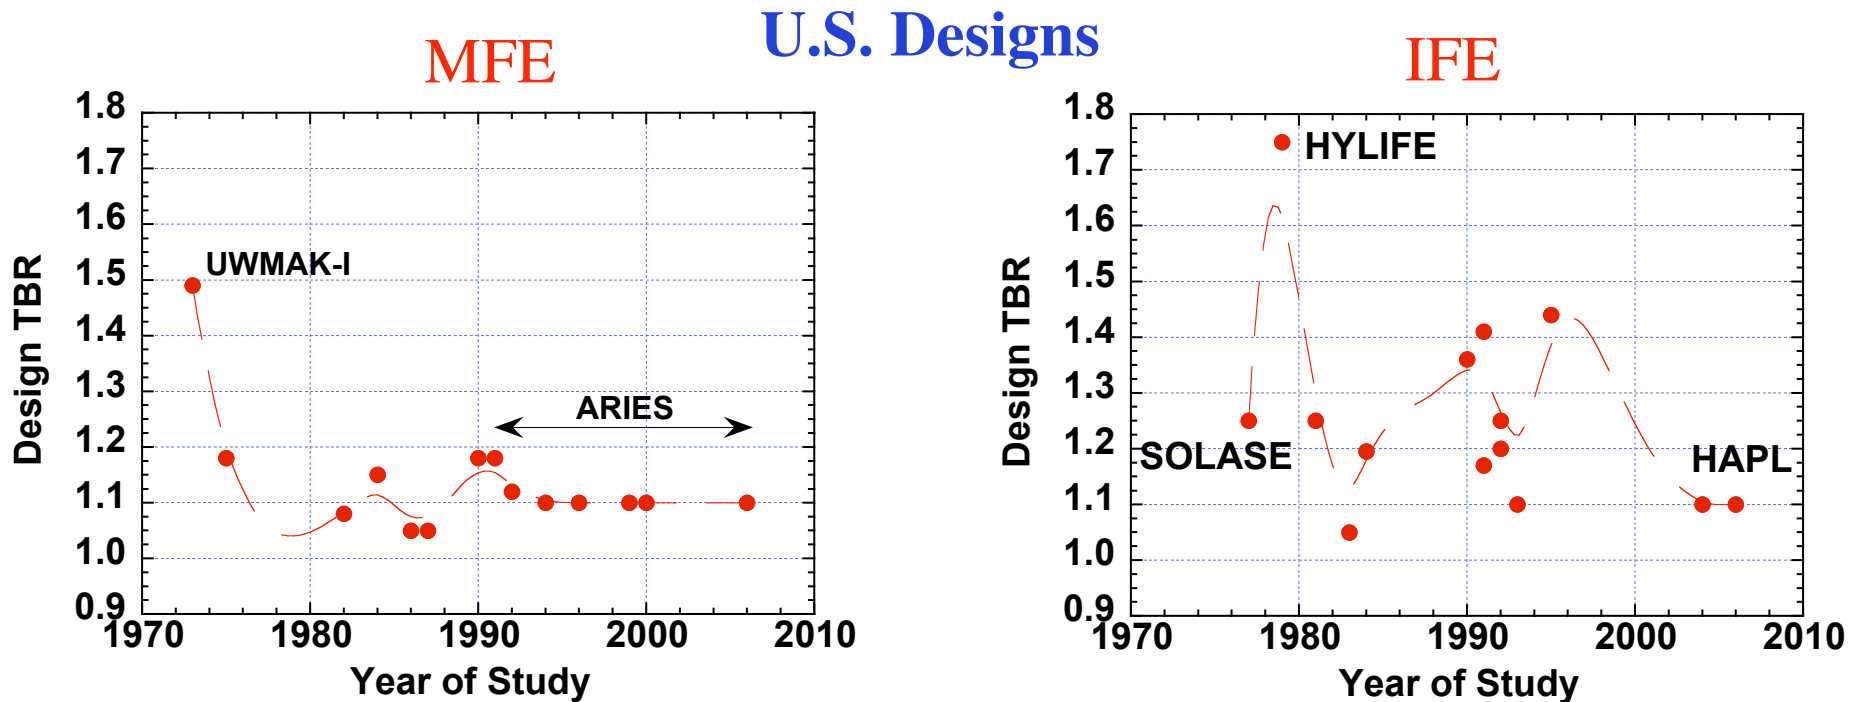 U.S. Designs
MFE
1.8
1.7
1.6
1.5
1.4
1.3
1.2
1.1
1.0
0.9
Design TBR
UWMAK-I
ARIES
1970 1980 1990 2000 2010
Year of Study
IFE
1.8
1.7
1.6
1.5
1.4
1.3
1.2
1.1
1.0
0.9
Design TBR
HYLIFE
SOLASE
HAPL
1970 1980 1990 2000 2010
Year of Study